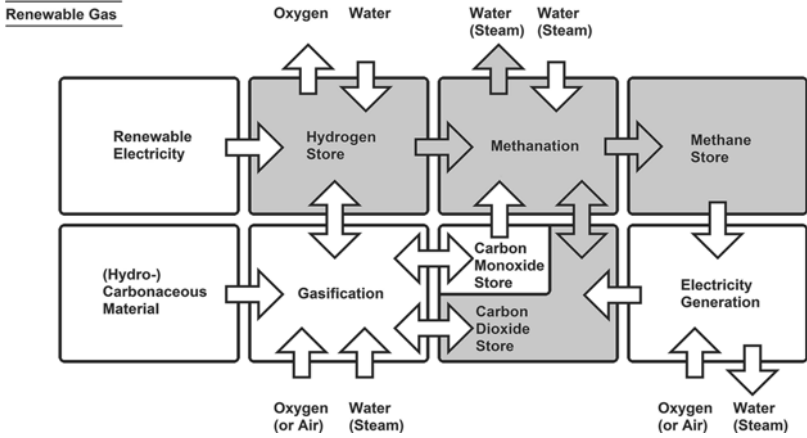 Renewable Gas
Oxygen
Water
Water
(Steam)
Water
(Steam)
Renewable
Electricity
Hydrogen
Store
Methanation
Methane
Store
(Hydro-)
Carbonaceous
Material
Gasification
Carbon
Monoxide
Store
Carbon
Dioxide
Store
Electricity
Generation
Oxygen
(or Air)
Water
(Steam)
Oxygen
(or Air)
Water
(Steam)